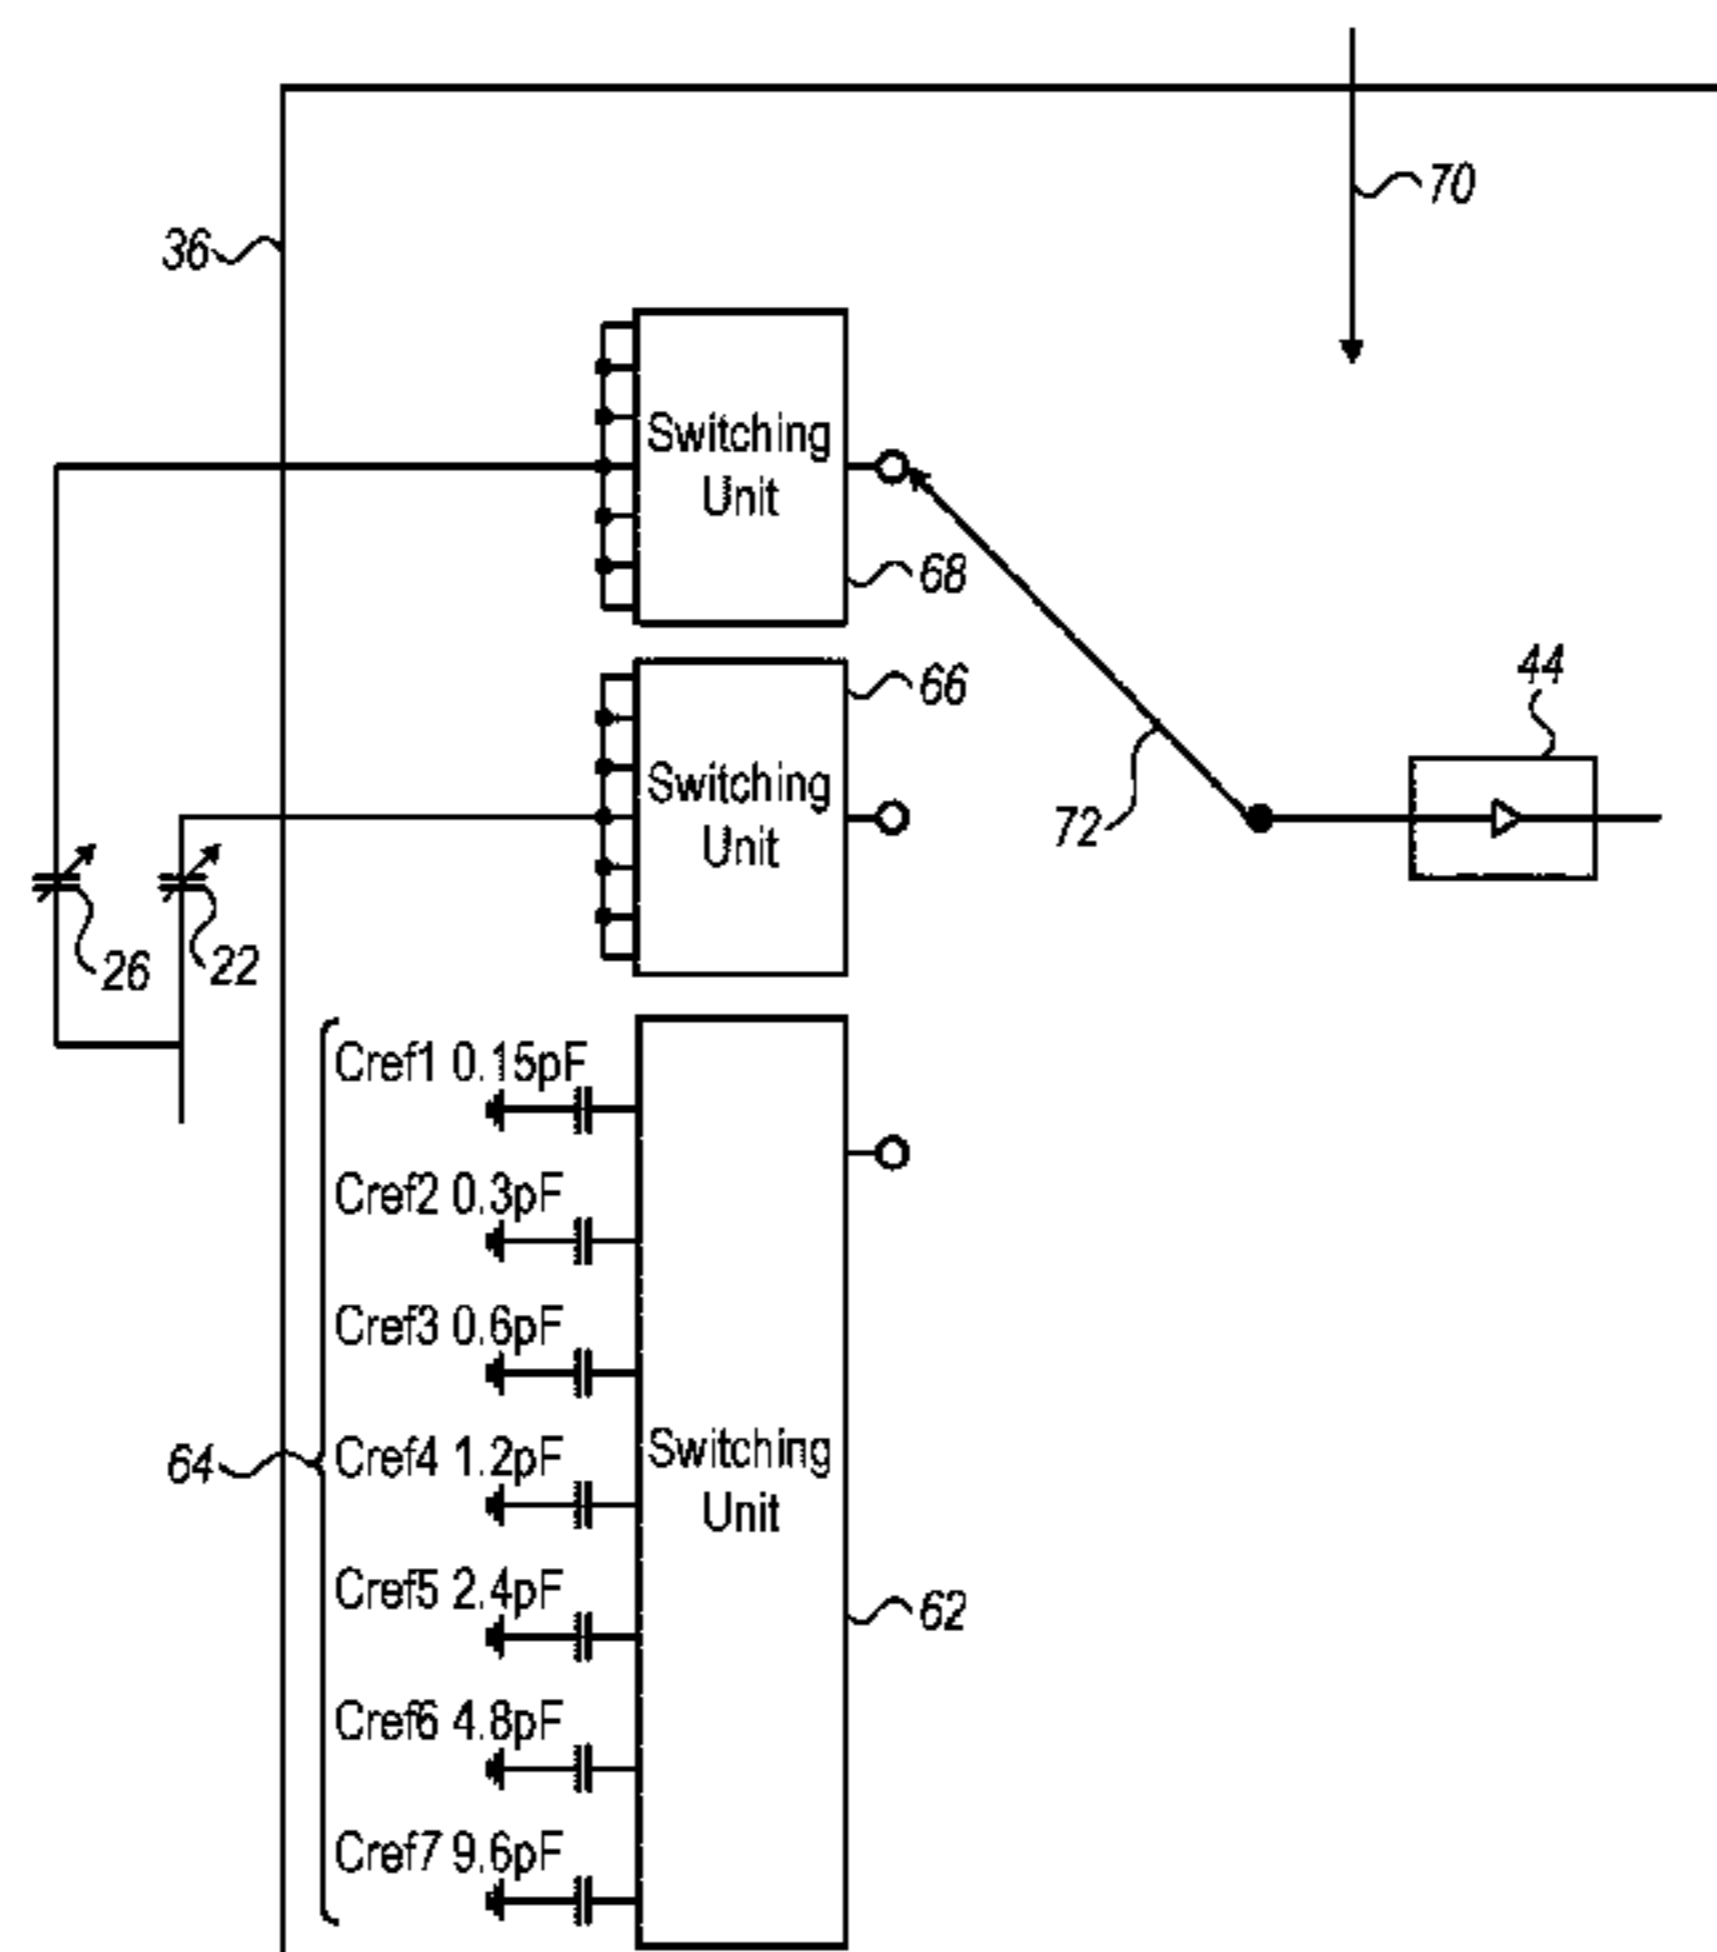 70
36
Switching
Unit
68
66
44
Switching
Unit
72
26
22
Cref1 0.15pF
Cref2 0.3pF
Cref3 0.6pF
64
Cref4 1.2pF
Switching
Unit
Cref5 2.4pF
62
Cref6 4.8pF
Cref7 9.6pF